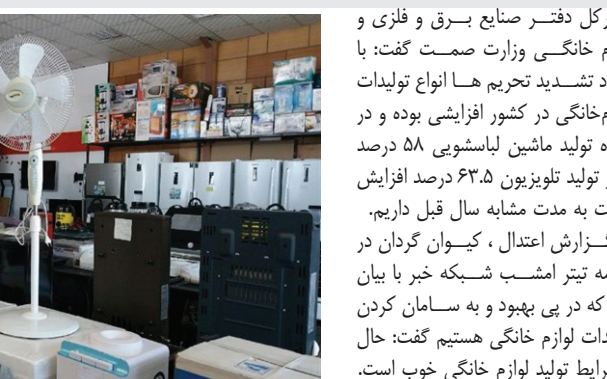 رکل دفتر صنایع برق و فلزی و
م خانگی وزارت صمت گفت: با
د تشدید تحریم ها انواع تولیدات
م‌خانگی در کشور افزایشی بوده و در
ه تولید ماشین لباسشویی ۵۸ درصد
تولید تلویزیون ۶۳.۵ درصد افزایش
ت به مدت مشابه سال قبل داریم.
گزارش اعتدال ، کیوان گردان در
ه تیتر امشب شبکه خبر با بیان
که در پی بهبود و به سامان کردن
دات لوازم خانگی هستیم گفت: حال
رایط تولید لوازم خانگی خوب است.